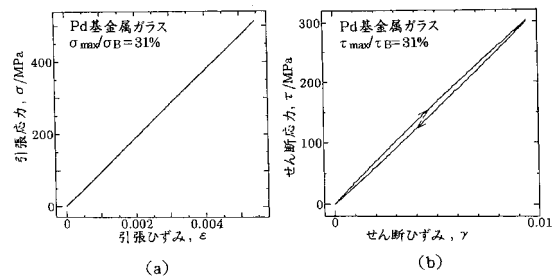 Pd基金属ガラス
σmax/σB=31%
引張応力, σ/MPa
400
200
0
0
0.002
0.004
引張ひずみ, ε
(a)
Pd基金属ガラス
τmax/τB=31%
せん断応力, τ/MPa
300
200
100
0
0
0.01
せん断ひずみ, γ
(b)